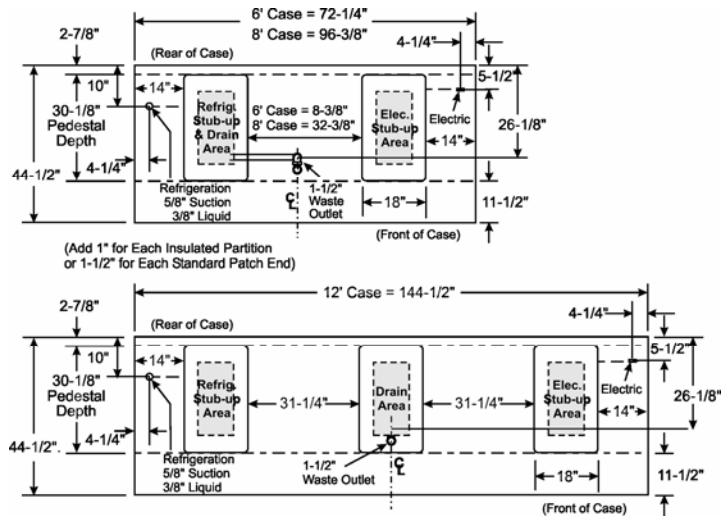 6' Case = 72-1/4"
8' Case = 96-3/8"
2-7/8"
(Rear of Case)
4-1/4"
10"
14"
5-1/2"
30-1/8"
Pedestal
Depth
Refrig.
Stub-up
& Drain
Area
6' Case = 8-3/8"
8' Case = 32-3/8"
Elec.
Stub-up
Area
Electric
14"
26-1/8"
4-1/4"
44-1/2"
Refrigeration
5/8" Suction
3/8" Liquid
1-1/2"
Waste
Outlet
CL
18"
11-1/2"
(Front of Case)
(Add 1" for Each Insulated Partition
or 1-1/2" for Each Standard Patch End)
12' Case = 144-1/2"
2-7/8"
(Rear of Case)
4-1/4"
10"
14"
5-1/2"
30-1/8"
Pedestal
Depth
Refrig.
Stub-up
Area
31-1/4"
Drain
Area
31-1/4"
Elec.
Stub-up
Area
Electric
14"
26-1/8"
4-1/4"
44-1/2"
Refrigeration
5/8" Suction
3/8" Liquid
1-1/2"
Waste Outlet
CL
18"
11-1/2"
(Front of Case)